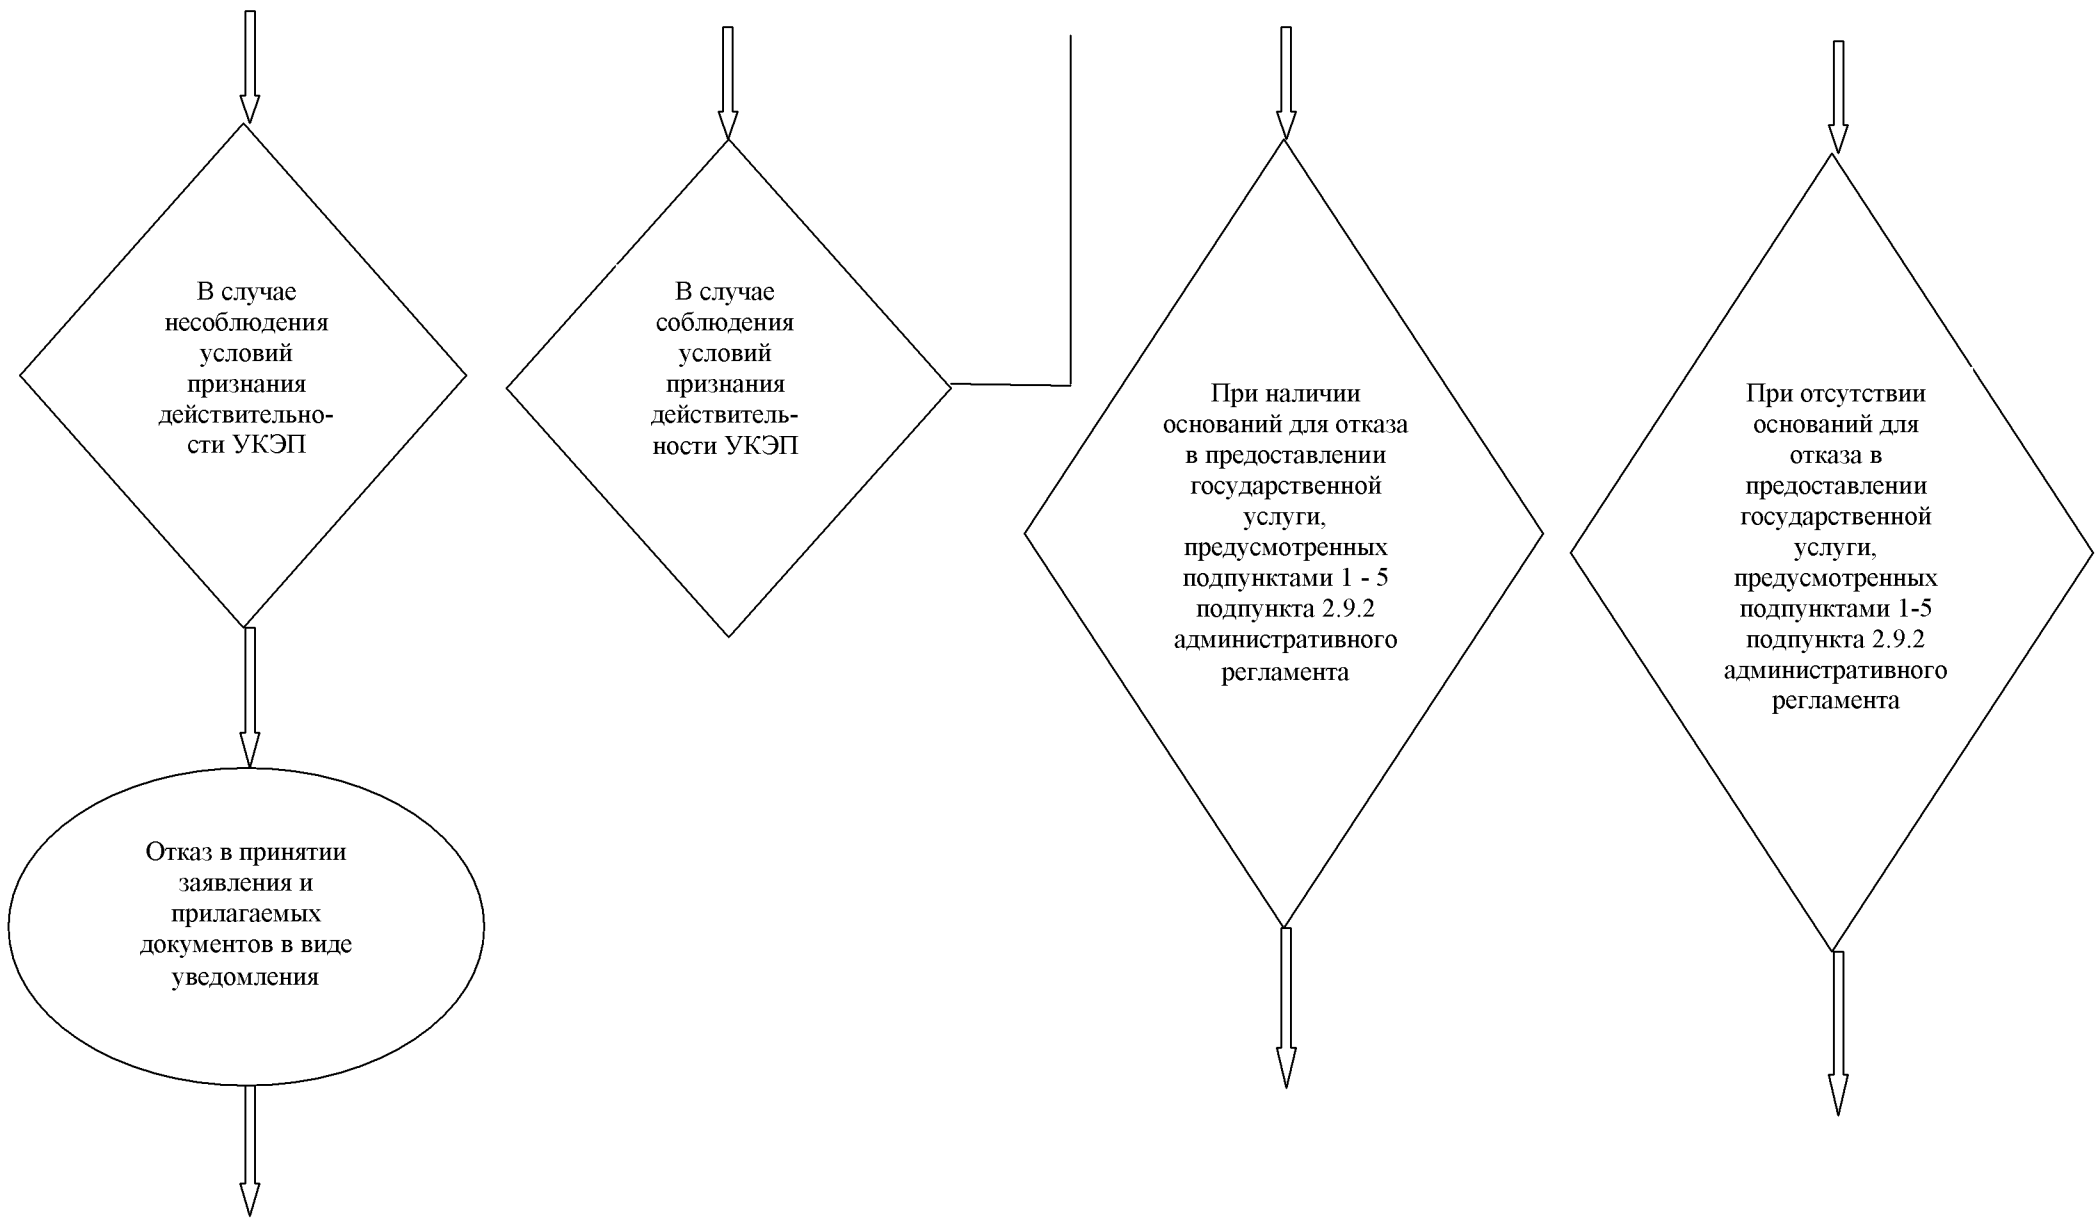 В случае
несоблюдения
условий
признания
действительно-
сти УКЭП
В случае
соблюдения
условий
признания
действитель-
ности УКЭП
При наличии
оснований для отказа
в предоставлении
государственной
услуги,
предусмотренных
подпунктами 1 - 5
подпункта 2.9.2
административного
регламента
При отсутствии
оснований для
отказа в
предоставлении
государственной
услуги,
предусмотренных
подпунктами 1-5
подпункта 2.9.2
административного
регламента
Отказ в принятии
заявления и
прилагаемых
документов в виде
уведомления